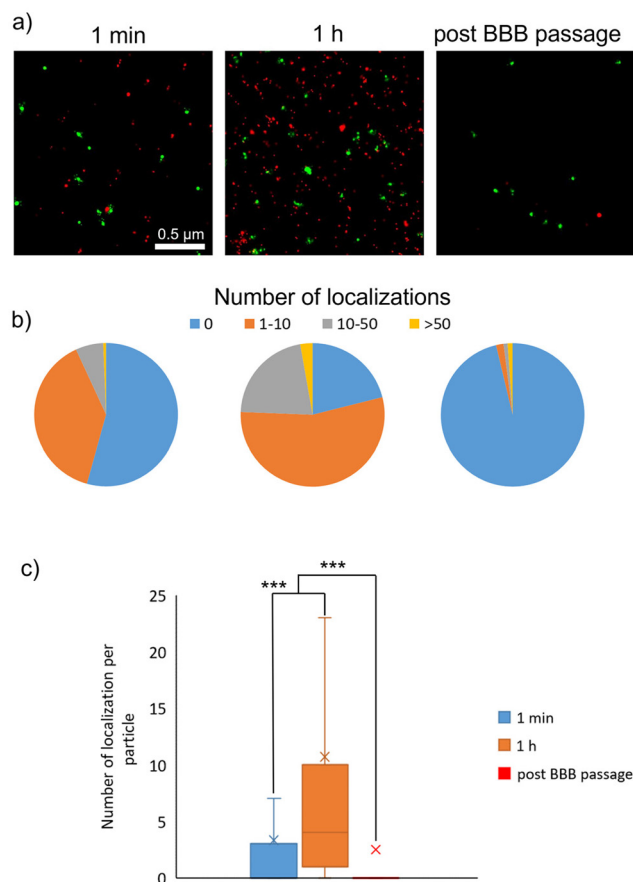 a)
1 min
1 h
post BBB passage
0.5 µm
Number of localizations
b)
0
1-10
10-50
>50
c)
***
***
25
20
15
10
5
0
Number of localization per
particle
1 min
1 h
post BBB passage